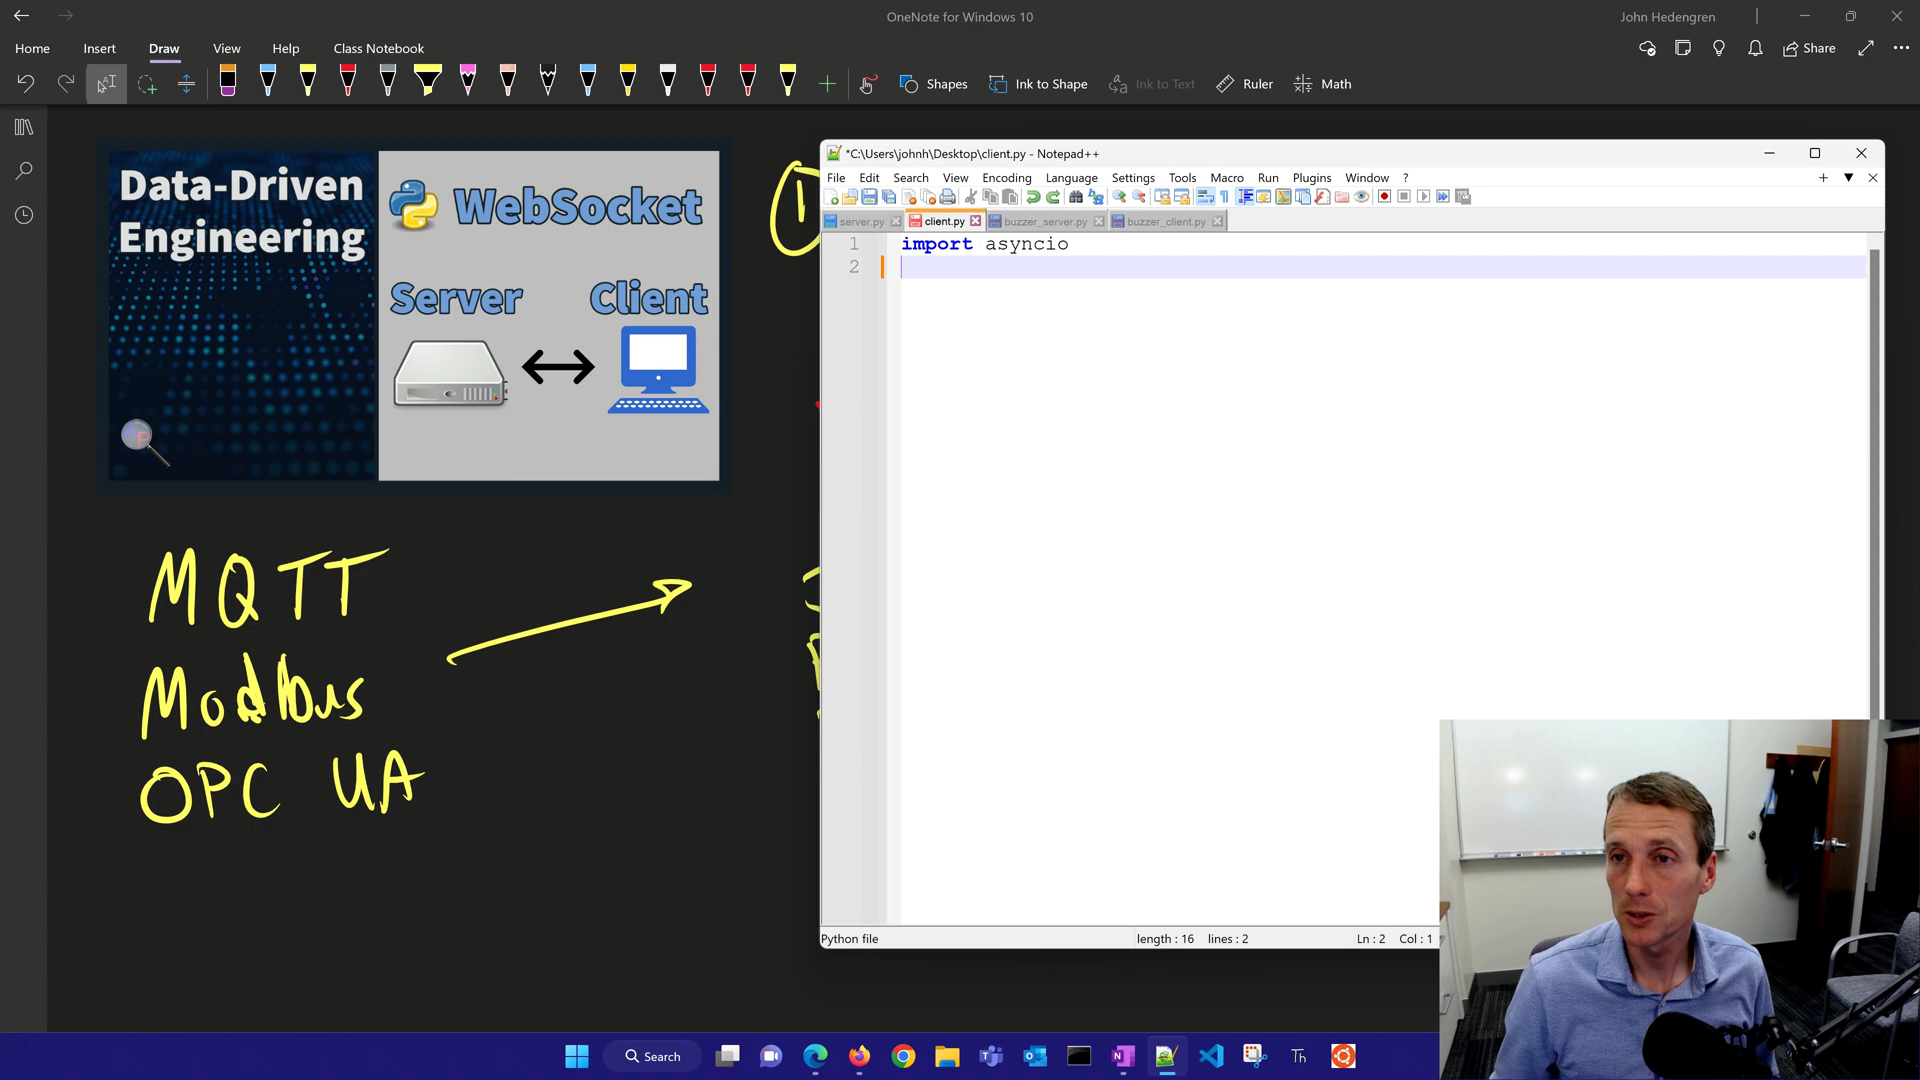 OneNote for Windows 10
John Hedengren
Home Insert Draw View Help Class Notebook
Share
Shapes Ink to Shape Ink to Text Ruler Math
Data-Driven
Engineering
WebSocket
Server Client
MQTT
Modbus
OPC UA
1
*C:\Users\johnh\Desktop\client.py - Notepad++
File Edit Search View Encoding Language Settings Tools Macro Run Plugins Window ?
server.py client.py buzzer_server.py buzzer_client.py
1 import asyncio
2
Python file length : 16 lines : 2 Ln : 2 Col : 1
Search Th